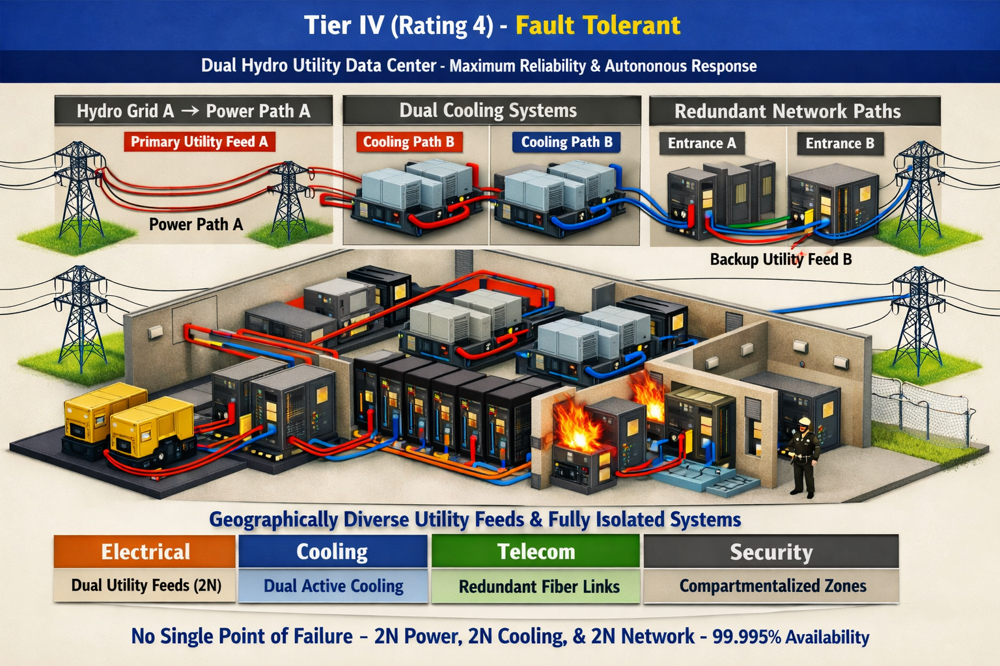 Tier IV (Rating 4) - Fault Tolerant
Dual Hydro Utility Data Center - Maximum Reliability & Autononous Response
Hydro Grid A → Power Path A
Primary Utility Feed A
Power Path A
Dual Cooling Systems
Cooling Path B
Cooling Path B
Redundant Network Paths
Entrance A
Entrance B
Backup Utility Feed B
Geographically Diverse Utility Feeds & Fully Isolated Systems
Electrical
Dual Utility Feeds (2N)
Cooling
Dual Active Cooling
Telecom
Redundant Fiber Links
Security
Compartmentalized Zones
No Single Point of Failure – 2N Power, 2N Cooling, & 2N Network - 99.995% Availability